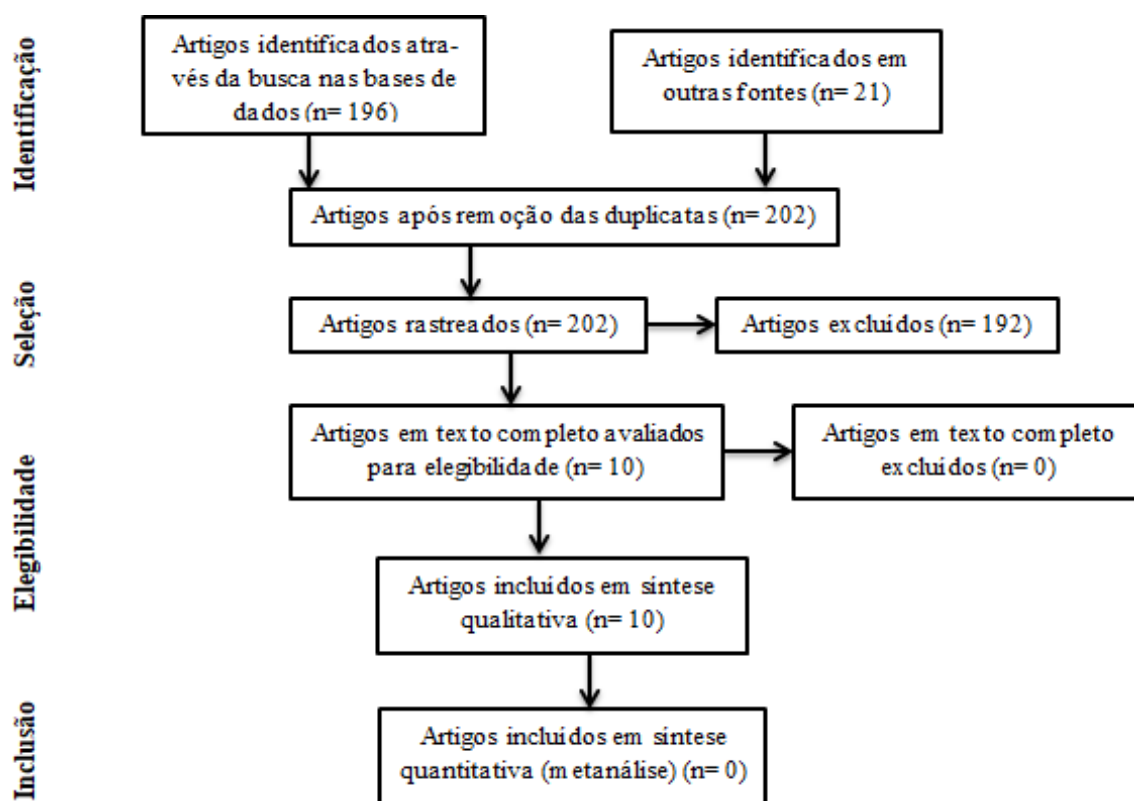 Identificação
Artigos identificados atra-
vés da busca nas bases de
dados (n= 196)
Artigos identificados em
outras fontes (n= 21)
Artigos após remoção das duplicatas (n= 202)
Seleção
Artigos rastreados (n= 202)
Artigos excluídos (n= 192)
Elegibilidade
Artigos em texto completo avaliados
para elegibilidade (n= 10)
Artigos em texto completo
excluídos (n= 0)
Artigos incluídos em síntese
qualitativa (n= 10)
Inclusão
Artigos incluídos em síntese
quantitativa (metanálise) (n= 0)